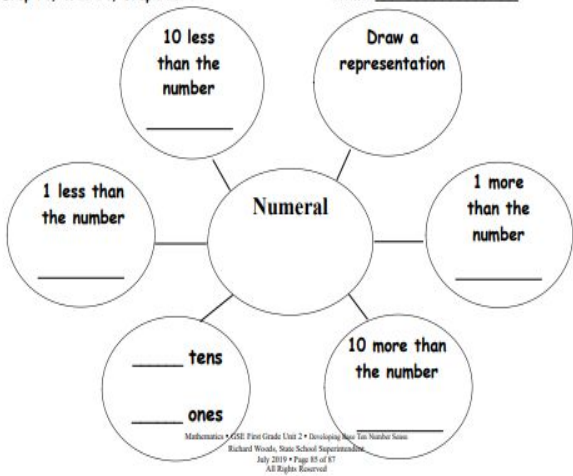 10 less
than the
number
Draw a
representation
1 less than
the number
Numeral
1 more
than the
number
tens
ones
10 more than
the number
Mathematics • GSE First Grade Unit 2 • Developing Base Ten Number Sense
Richard Woods, State School Superintendent
July 2019 • Page 85 of 87
All Rights Reserved